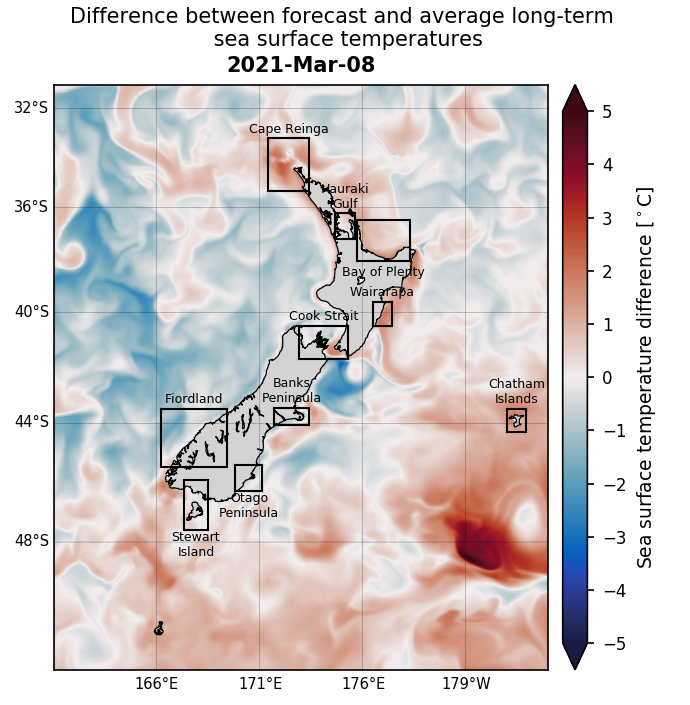 Difference between forecast and average long-term
sea surface temperatures
2021-Mar-08
32°S
36°S
40°S
44°S
48°S
Cape Reinga
Hauraki
Gulf
Bay of Plenty
Wairarapa
Cook Strait
Banks
Peninsula
Fiordland
Chatham
Islands
Otago
Peninsula
Stewart
Island
166°E
171°E
176°E
179°W
5
4
3
2
1
0
−1
−2
−3
−4
−5
Sea surface temperature difference [°C]